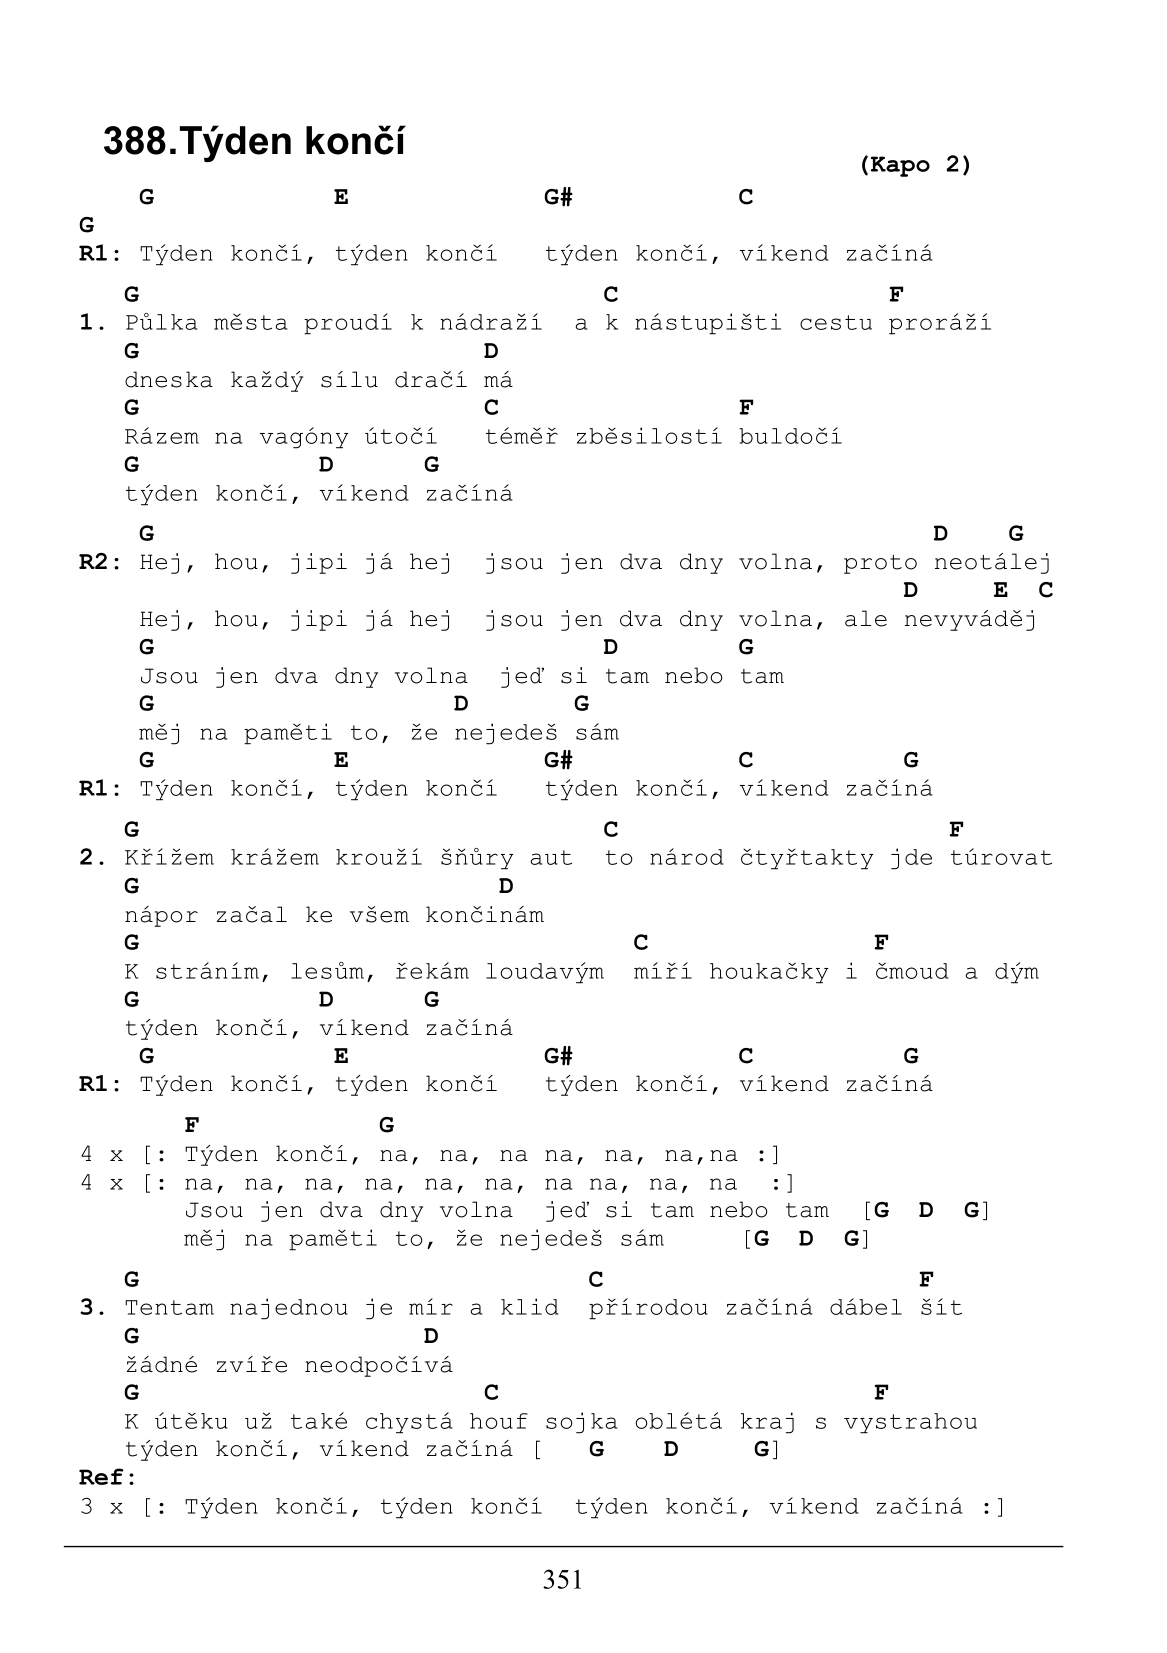 388.Týden končí
(Kapo 2)
G E G# C
G
R1: Týden končí, týden končí týden končí, víkend začíná
G C F
1. Půlka města proudí k nádraží a k nástupišti cestu proráží
G D
dneska každý sílu dračí má
G C F
Rázem na vagóny útočí téměř zběsilostí buldočí
G D G
týden končí, víkend začíná
G D G
R2: Hej, hou, jipi já hej jsou jen dva dny volna, proto neotálej
D E C
Hej, hou, jipi já hej jsou jen dva dny volna, ale nevyváděj
G D G
Jsou jen dva dny volna jeď si tam nebo tam
G D G
měj na paměti to, že nejedeš sám
G E G# C G
R1: Týden končí, týden končí týden končí, víkend začíná
G C F
2. Křížem krážem krouží šňůry aut to národ čtyřtakty jde túrovat
G D
nápor začal ke všem končinám
G C F
K stráním, lesům, řekám loudavým míří houkačky i čmoud a dým
G D G
týden končí, víkend začíná
G E G# C G
R1: Týden končí, týden končí týden končí, víkend začíná
F G
4 x [: Týden končí, na, na, na na, na, na,na :]
4 x [: na, na, na, na, na, na, na na, na, na :]
Jsou jen dva dny volna jeď si tam nebo tam [G D G]
měj na paměti to, že nejedeš sám [G D G]
G C F
3. Tentam najednou je mír a klid přírodou začíná dábel šít
G D
žádné zvíře neodpočívá
G C F
K útěku už také chystá houf sojka oblétá kraj s vystrahou
týden končí, víkend začíná [ G D G]
Ref:
3 x [: Týden končí, týden končí týden končí, víkend začíná :]
351